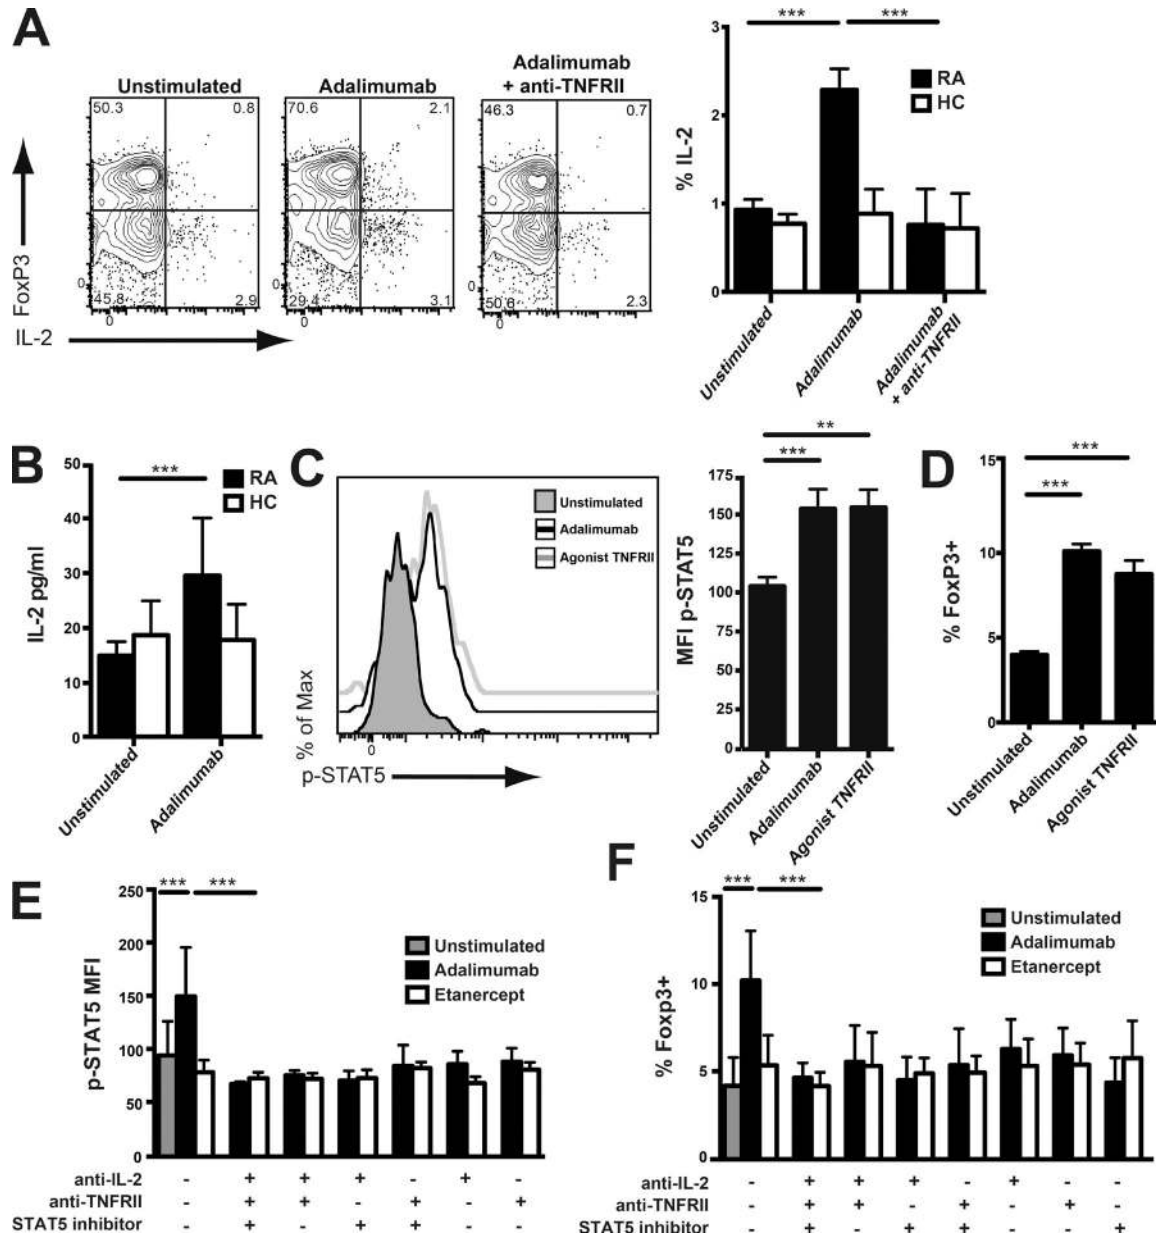 A
Unstimulated
Adalimumab
Adalimumab
+ anti-TNFRII
50.3 0.8
45.8 2.9
70.6 2.1
29.4 3.1
46.3 0.7
50.6 2.3
0
0
0
0
0
0
FoxP3
IL-2
*** ***
3
2
1
0
% IL-2
RA
HC
Unstimulated
Adalimumab
Adalimumab
+ anti-TNFRII
B
***
50
40
30
20
10
0
IL-2 pg/ml
RA
HC
Unstimulated
Adalimumab
C
Unstimulated
Adalimumab
Agonist TNFRII
% of Max
0
p-STAT5
**
***
175
150
125
100
75
50
25
0
MFI p-STAT5
Unstimulated
Adalimumab
Agonist TNFRII
D
***
***
15
10
5
0
% FoxP3+
Unstimulated
Adalimumab
Agonist TNFRII
E
*** ***
250
200
150
100
50
0
p-STAT5 MFI
Unstimulated
Adalimumab
Etanercept
anti-IL-2 - + + + - + -
anti-TNFRII - + + - + - +
STAT5 inhibitor - + - + + - -
F
*** ***
15
10
5
0
% Foxp3+
Unstimulated
Adalimumab
Etanercept
anti-IL-2 - + + + - + - -
anti-TNFRII - + + - + - + -
STAT5 inhibitor - + - + + - - +